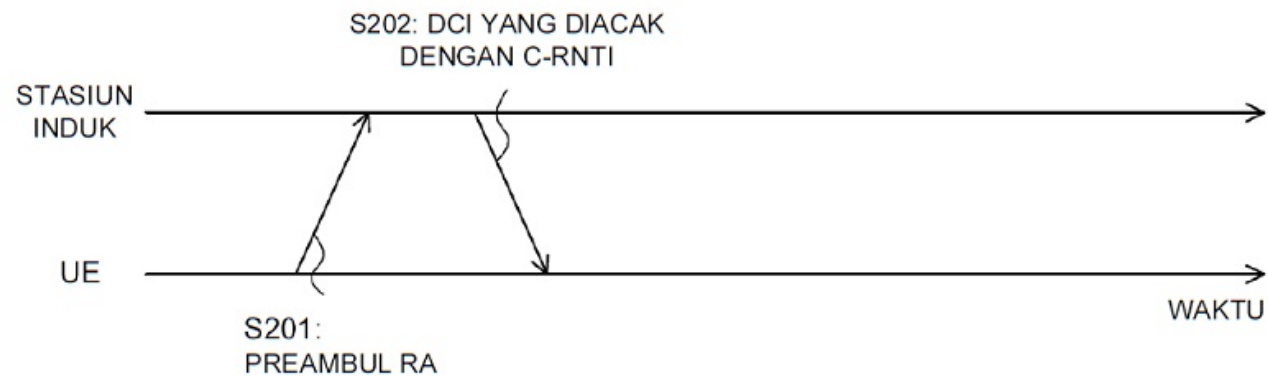 S202: DCI YANG DIACAK
DENGAN C-RNTI
STASIUN
INDUK
UE
WAKTU
S201:
PREAMBUL RA